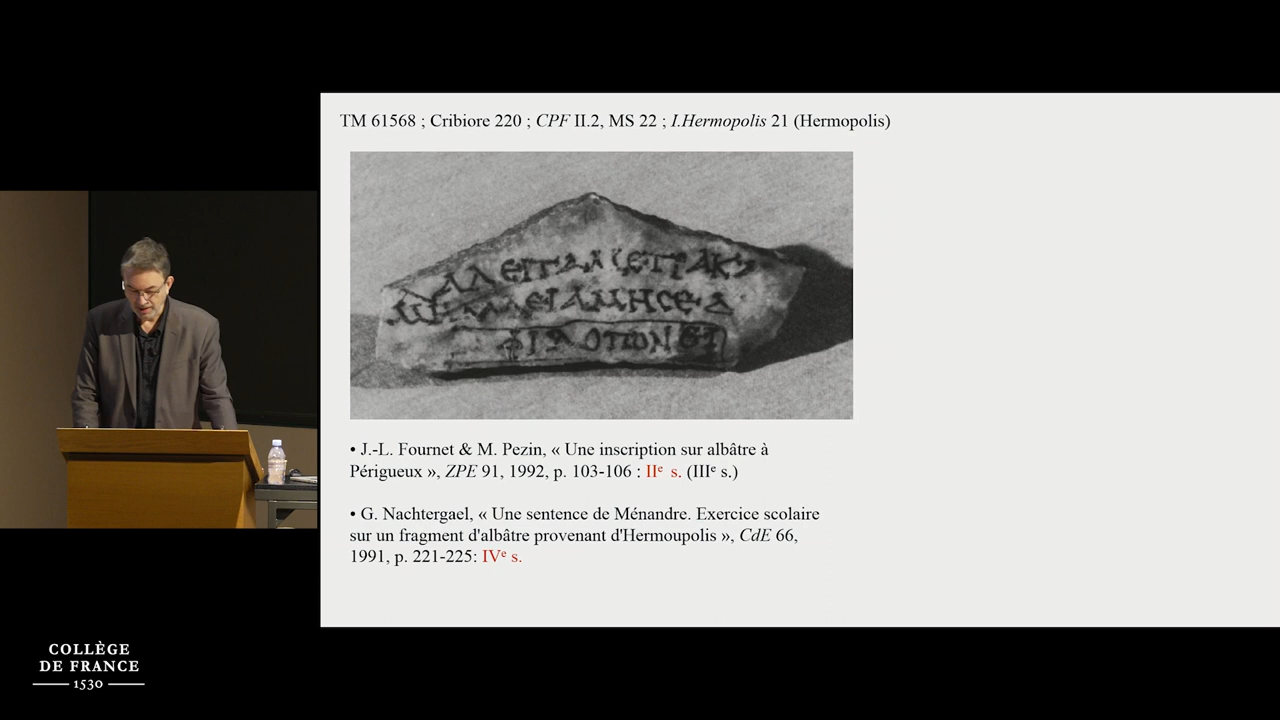 TM 61568 ; Cribiore 220 ; CPF II.2, MS 22 ; I.Hermopolis 21 (Hermopolis)
• J.-L. Fournet & M. Pezin, « Une inscription sur albâtre à
Périgueux », ZPE 91, 1992, p. 103-106 : IIᵉ s. (IIIᵉ s.)
• G. Nachtergael, « Une sentence de Ménandre. Exercice scolaire
sur un fragment d'albâtre provenant d'Hermoupolis », CdE 66,
1991, p. 221-225: IVᵉ s.
COLLÈGE
DE FRANCE
1530